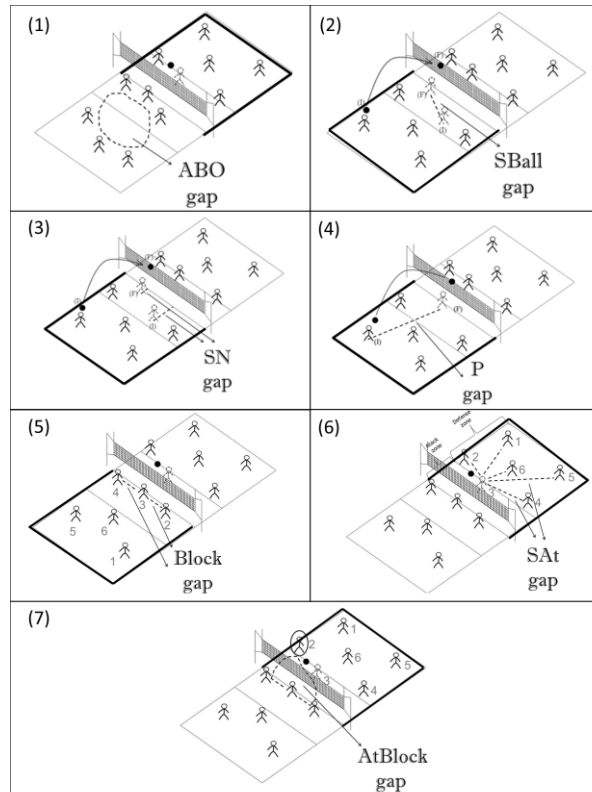 (1)
ABO
gap
(2)
(I)
(F)
(F)
(I)
SBall
gap
(3)
(I)
(F)
(F)
(I)
SN
gap
(4)
(F)
(I)
P
gap
(5)
4
3
2
5
6
1
Block
gap
(6)
Defense zone
Attack zone
1
2
6
5
3
4
SAt
gap
(7)
2
1
6
5
3
4
AtBlock
gap